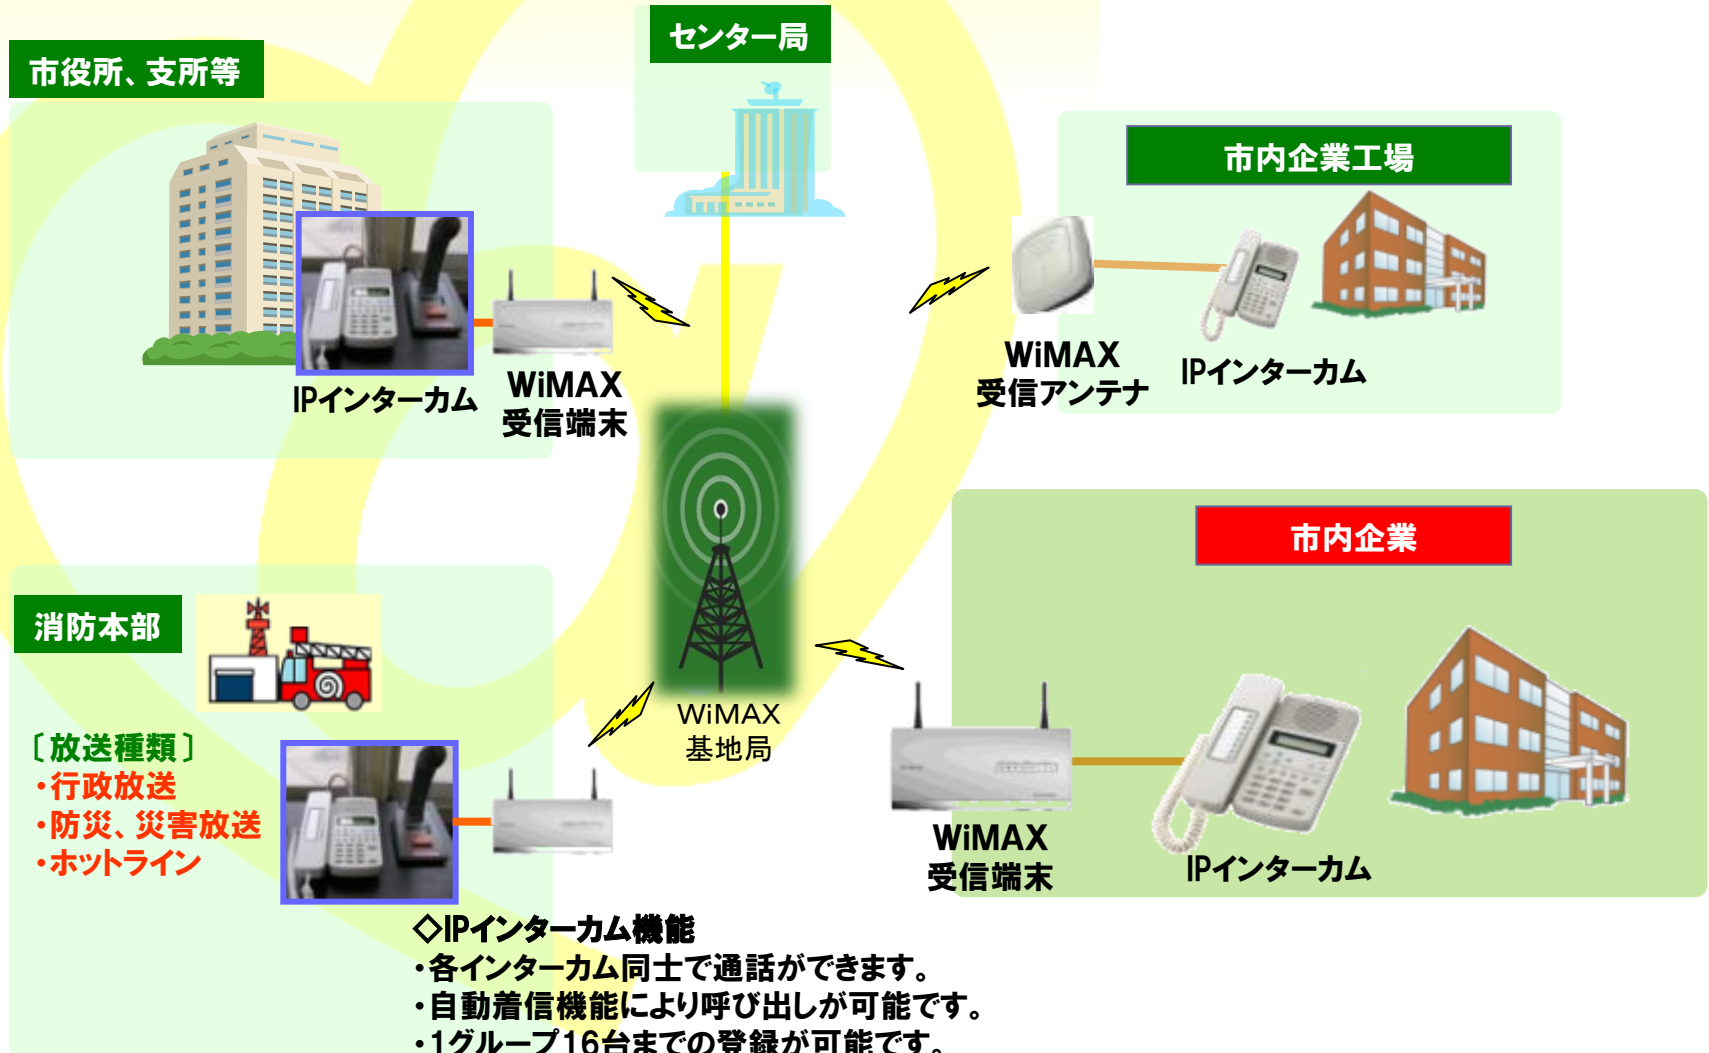 センター局
市役所、支所等
市内企業工場
IPインターカム
WiMAX
受信端末
WiMAX
受信アンテナ
IPインターカム
市内企業
消防本部
WiMAX
基地局
〔放送種類〕
・行政放送
・防災、災害放送
・ホットライン
WiMAX
受信端末
IPインターカム
◇IPインターカム機能
・各インターカム同士で通話ができます。
・自動着信機能により呼び出しが可能です。
・1グループ16台までの登録が可能です。